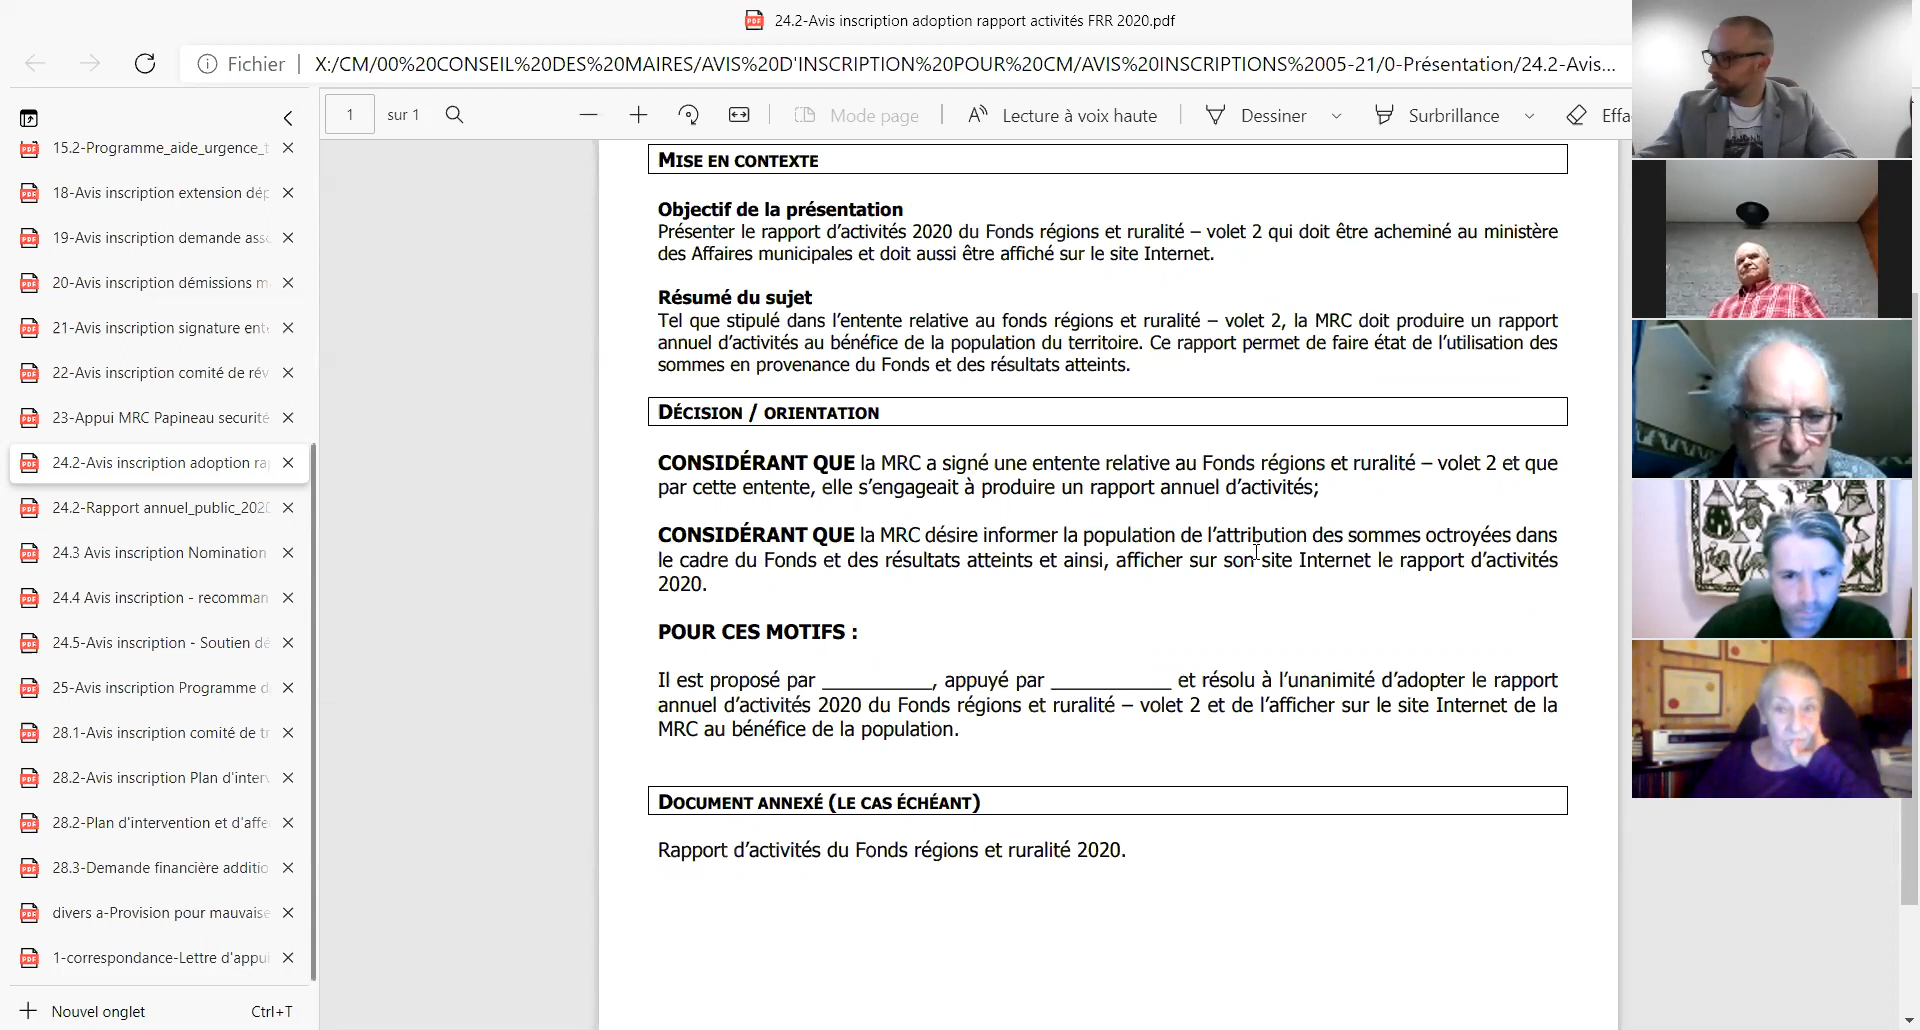 24.2-Avis inscription adoption rapport activités FRR 2020.pdf
Fichier
X:/CM/00%20CONSEIL%20DES%20MAIRES/AVIS%20D'INSCRIPTION%20POUR%20CM/AVIS%20INSCRIPTIONS%2005-21/0-Présentation/24.2-Avis...
1 sur 1
Mode page
Lecture à voix haute
Dessiner
Surbrillance
Effa
15.2-Programme_aide_urgence_t
18-Avis inscription extension dép
19-Avis inscription demande asso
20-Avis inscription démissions m
21-Avis inscription signature ente
22-Avis inscription comité de rév
23-Appui MRC Papineau securité
24.2-Avis inscription adoption rap
24.2-Rapport annuel_public_2020
24.3 Avis inscription Nomination
24.4 Avis inscription - recomman
24.5-Avis inscription - Soutien dé
25-Avis inscription Programme d
28.1-Avis inscription comité de tr
28.2-Avis inscription Plan d'interv
28.2-Plan d'intervention et d'affe
28.3-Demande financière additio
divers a-Provision pour mauvaise
1-correspondance-Lettre d'appui
Nouvel onglet Ctrl+T
MISE EN CONTEXTE
Objectif de la présentation
Présenter le rapport d’activités 2020 du Fonds régions et ruralité – volet 2 qui doit être acheminé au ministère
des Affaires municipales et doit aussi être affiché sur le site Internet.
Résumé du sujet
Tel que stipulé dans l’entente relative au fonds régions et ruralité – volet 2, la MRC doit produire un rapport
annuel d’activités au bénéfice de la population du territoire. Ce rapport permet de faire état de l’utilisation des
sommes en provenance du Fonds et des résultats atteints.
DÉCISION / ORIENTATION
CONSIDÉRANT QUE la MRC a signé une entente relative au Fonds régions et ruralité – volet 2 et que
par cette entente, elle s’engageait à produire un rapport annuel d’activités;
CONSIDÉRANT QUE la MRC désire informer la population de l’attribution des sommes octroyées dans
le cadre du Fonds et des résultats atteints et ainsi, afficher sur son site Internet le rapport d’activités
2020.
POUR CES MOTIFS :
Il est proposé par ___________, appuyé par ____________ et résolu à l’unanimité d’adopter le rapport
annuel d’activités 2020 du Fonds régions et ruralité – volet 2 et de l’afficher sur le site Internet de la
MRC au bénéfice de la population.
DOCUMENT ANNEXÉ (LE CAS ÉCHÉANT)
Rapport d’activités du Fonds régions et ruralité 2020.